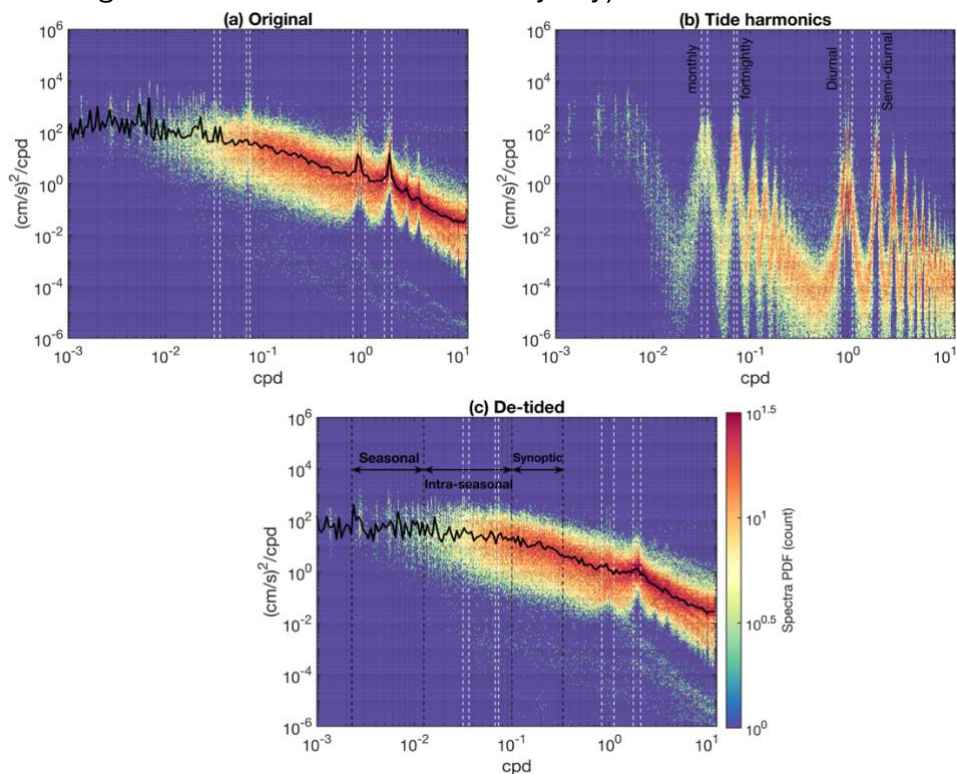 (a) Original
(b) Tide harmonics
10^6
10^4
10^2
10^0
10^-2
10^-4
10^-6
(cm/s)^2/cpd
10^-3
10^-2
10^-1
10^0
10^1
cpd
10^6
10^4
10^2
10^0
10^-2
10^-4
10^-6
(cm/s)^2/cpd
monthly
fortnightly
Diurnal
Semi-diurnal
10^-3
10^-2
10^-1
10^0
10^1
cpd
(c) De-tided
10^6
10^4
10^2
10^0
10^-2
10^-4
10^-6
(cm/s)^2/cpd
Seasonal
Synoptic
Intra-seasonal
10^-3
10^-2
10^-1
10^0
10^1
cpd
10^1.5
10^1
10^0.5
10^0
Spectra PDF (count)